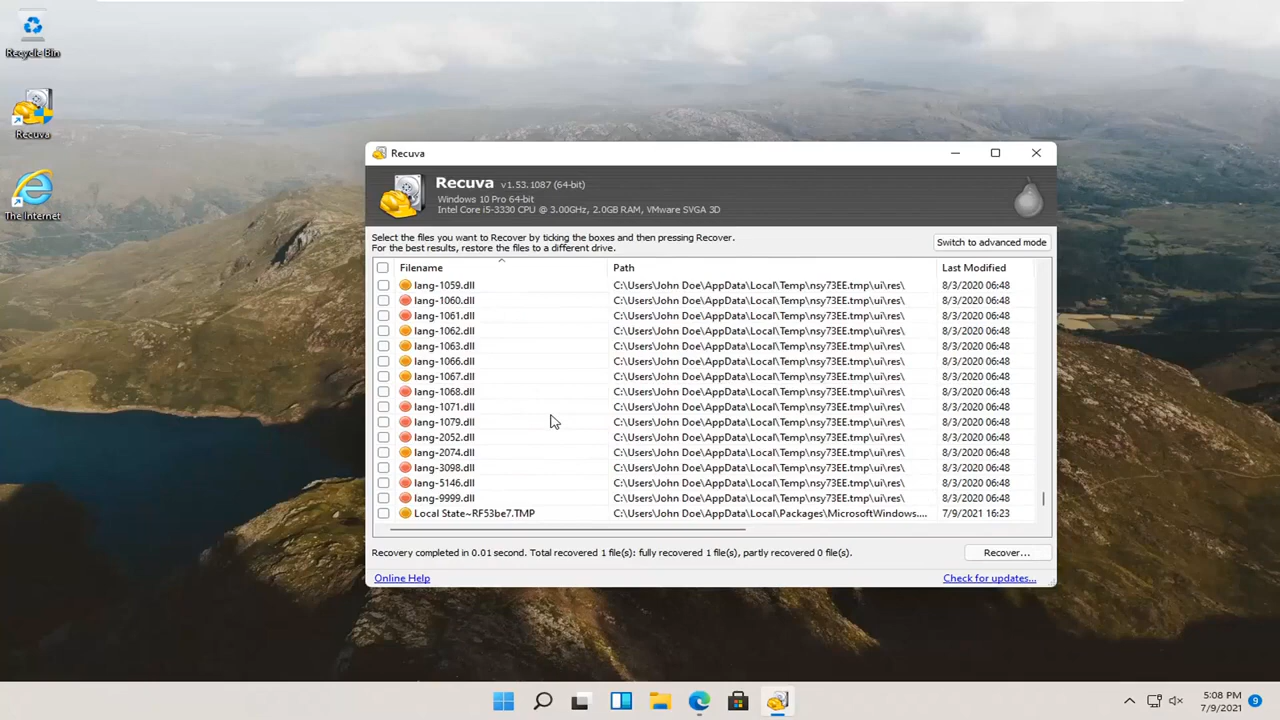 Recycle Bin
Recuva
The Internet
Recuva
Recuva v1.53.1087 (64-bit)
Windows 10 Pro 64-bit
Intel Core i5-3330 CPU @ 3.00GHz, 2.0GB RAM, VMware SVGA 3D
Select the files you want to Recover by ticking the boxes and then pressing Recover.
For the best results, restore the files to a different drive.
Switch to advanced mode
Filename Path Last Modified
lang-1059.dll C:\Users\John Doe\AppData\Local\Temp\nsy73EE.tmp\ui\res\ 8/3/2020 06:48
lang-1060.dll C:\Users\John Doe\AppData\Local\Temp\nsy73EE.tmp\ui\res\ 8/3/2020 06:48
lang-1061.dll C:\Users\John Doe\AppData\Local\Temp\nsy73EE.tmp\ui\res\ 8/3/2020 06:48
lang-1062.dll C:\Users\John Doe\AppData\Local\Temp\nsy73EE.tmp\ui\res\ 8/3/2020 06:48
lang-1063.dll C:\Users\John Doe\AppData\Local\Temp\nsy73EE.tmp\ui\res\ 8/3/2020 06:48
lang-1066.dll C:\Users\John Doe\AppData\Local\Temp\nsy73EE.tmp\ui\res\ 8/3/2020 06:48
lang-1067.dll C:\Users\John Doe\AppData\Local\Temp\nsy73EE.tmp\ui\res\ 8/3/2020 06:48
lang-1068.dll C:\Users\John Doe\AppData\Local\Temp\nsy73EE.tmp\ui\res\ 8/3/2020 06:48
lang-1071.dll C:\Users\John Doe\AppData\Local\Temp\nsy73EE.tmp\ui\res\ 8/3/2020 06:48
lang-1079.dll C:\Users\John Doe\AppData\Local\Temp\nsy73EE.tmp\ui\res\ 8/3/2020 06:48
lang-2052.dll C:\Users\John Doe\AppData\Local\Temp\nsy73EE.tmp\ui\res\ 8/3/2020 06:48
lang-2074.dll C:\Users\John Doe\AppData\Local\Temp\nsy73EE.tmp\ui\res\ 8/3/2020 06:48
lang-3098.dll C:\Users\John Doe\AppData\Local\Temp\nsy73EE.tmp\ui\res\ 8/3/2020 06:48
lang-5146.dll C:\Users\John Doe\AppData\Local\Temp\nsy73EE.tmp\ui\res\ 8/3/2020 06:48
lang-9999.dll C:\Users\John Doe\AppData\Local\Temp\nsy73EE.tmp\ui\res\ 8/3/2020 06:48
Local State~RF53be7.TMP C:\Users\John Doe\AppData\Local\Packages\MicrosoftWindows.... 7/9/2021 16:23
Recovery completed in 0.01 second. Total recovered 1 file(s): fully recovered 1 file(s), partly recovered 0 file(s).
Recover...
Online Help
Check for updates...
5:08 PM
7/9/2021
9